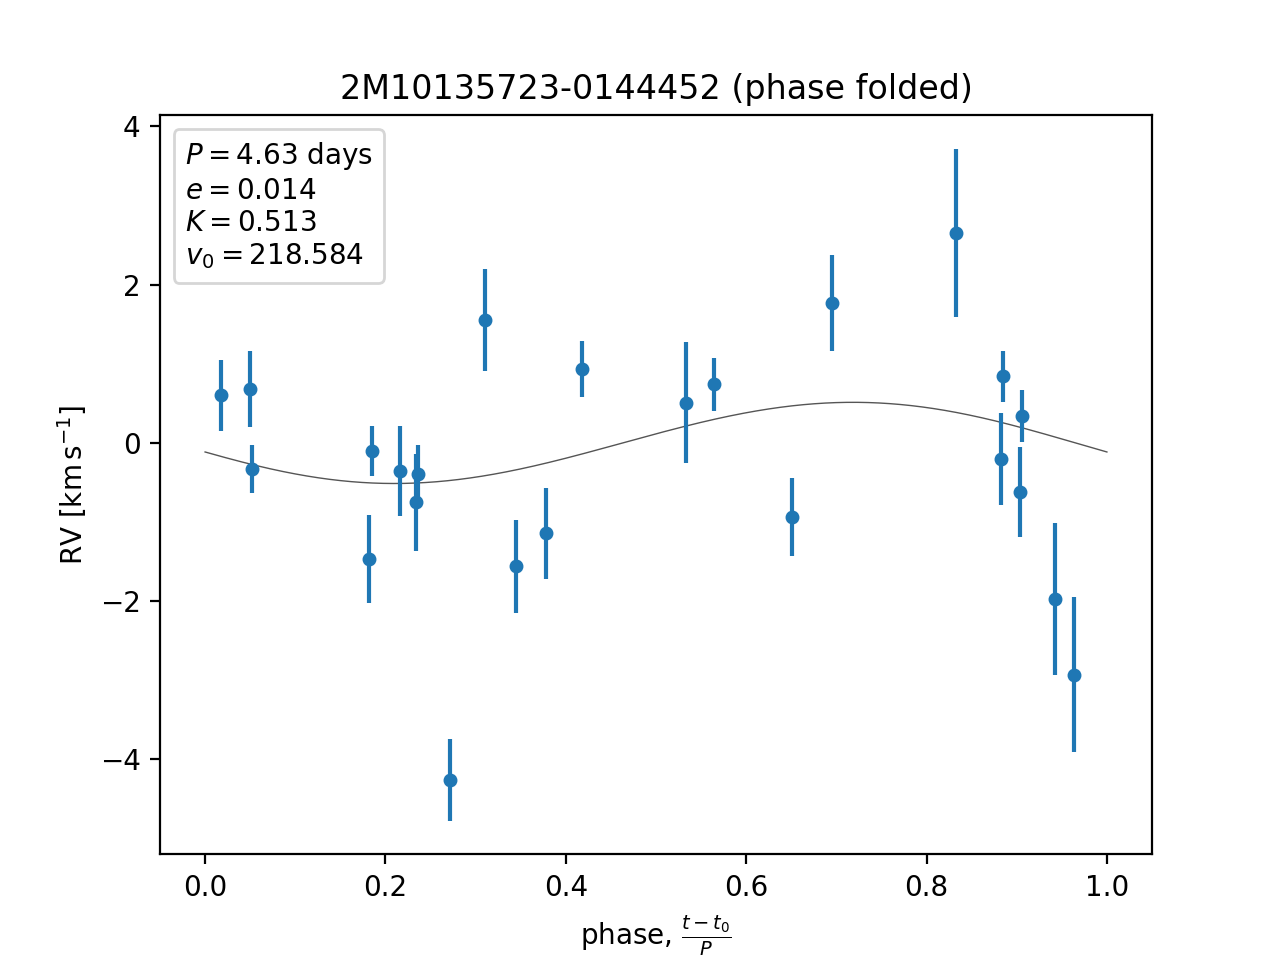 2M10135723-0144452 (phase folded)
P = 4.63 days
e = 0.014
K = 0.513
v₀ = 218.584
4
2
0
−2
−4
RV [km s⁻¹]
0.0 0.2 0.4 0.6 0.8 1.0
phase, (t − t₀)/P